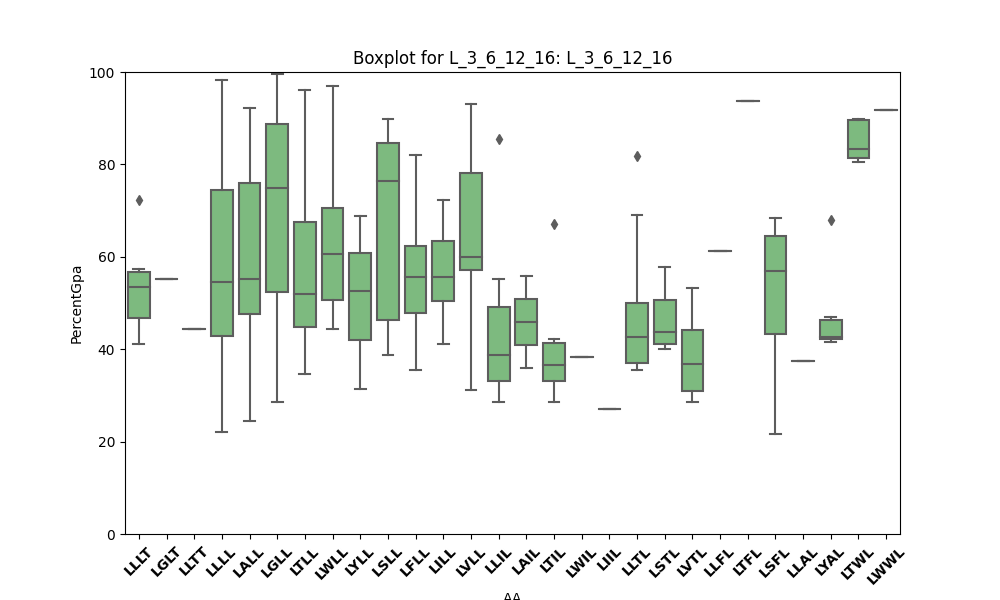 Boxplot for L_3_6_12_16: L_3_6_12_16
100
80
60
40
20
0
PercentGpa
LLLT LGLT LLTT LLLL LALL LGLL LTLL LWLL LYLL LSLL LFLL LILL LVLL LLIL LAIL LTIL LWIL LIIL LLTL LSTL LVTL LLFL LTFL LSFL LLAL LYAL LTWL LWWL
AA